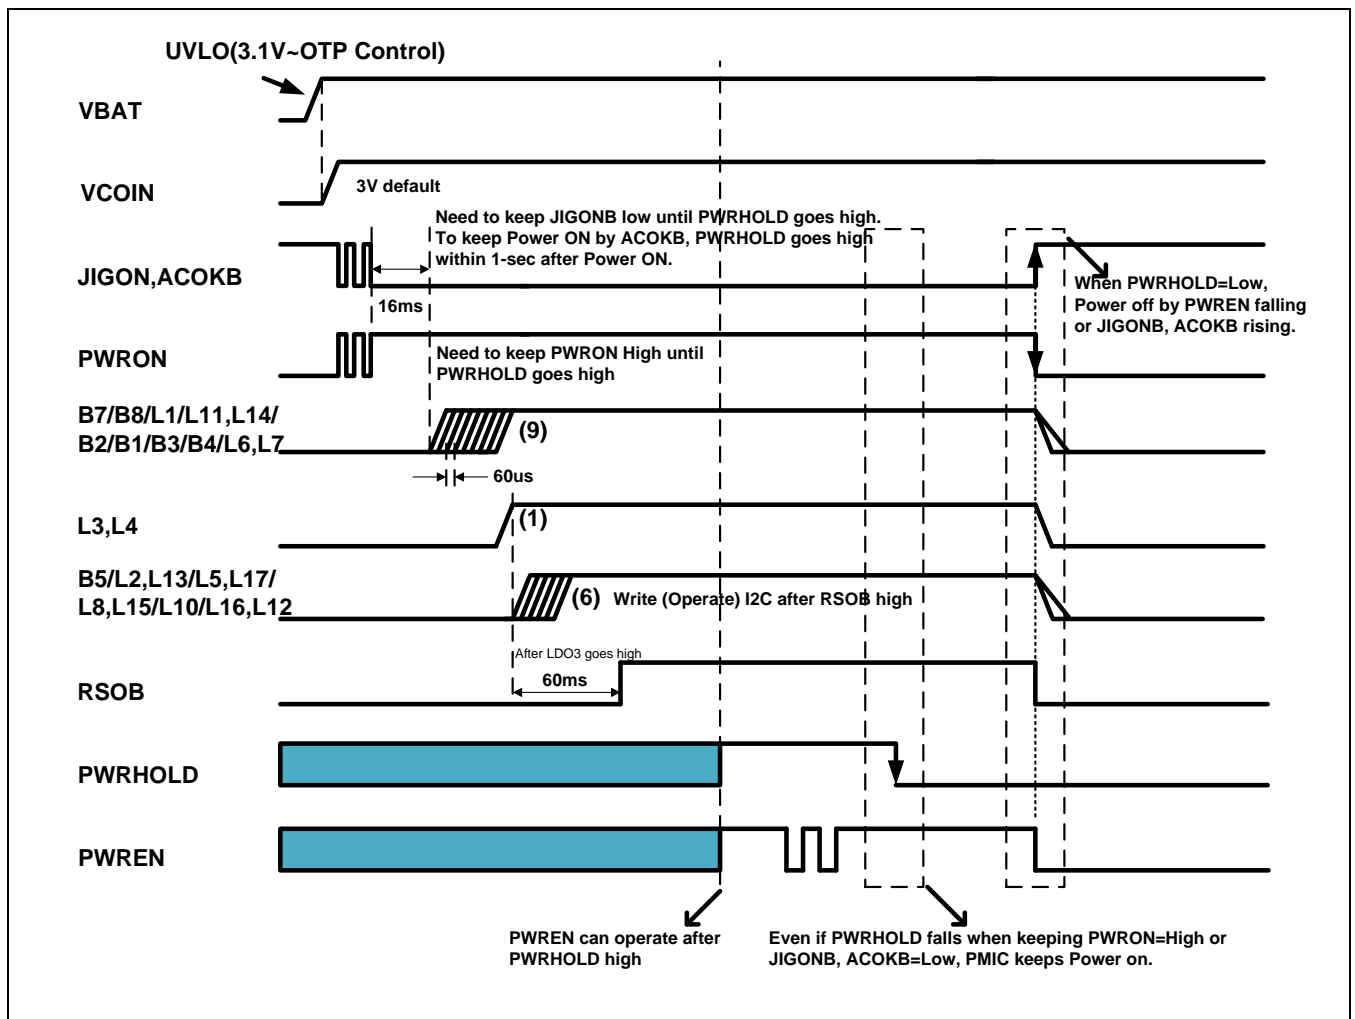 UVLO(3.1V~OTP Control)
VBAT
VCOIN
3V default
Need to keep JIGONB low until PWRHOLD goes high.
To keep Power ON by ACOKB, PWRHOLD goes high
within 1-sec after Power ON.
JIGON,ACOKB
16ms
When PWRHOLD=Low,
Power off by PWREN falling
or JIGONB, ACOKB rising.
PWRON
Need to keep PWRON High until
PWRHOLD goes high
B7/B8/L1/L11,L14/
B2/B1/B3/B4/L6,L7
(9)
60us
L3,L4
(1)
B5/L2,L13/L5,L17/
L8,L15/L10/L16,L12
(6) Write (Operate) I2C after RSOB high
After LDO3 goes high
60ms
RSOB
PWRHOLD
PWREN
PWREN can operate after
PWRHOLD high
Even if PWRHOLD falls when keeping PWRON=High or
JIGONB, ACOKB=Low, PMIC keeps Power on.